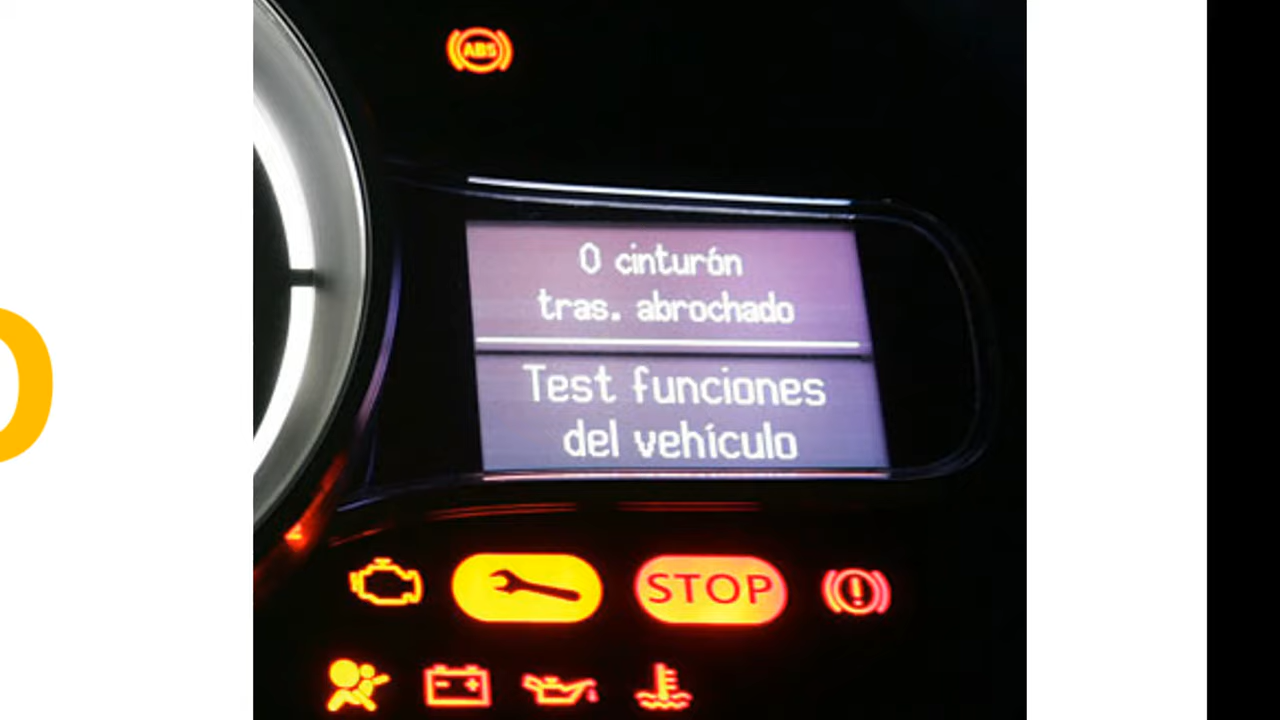 ABS
0 cinturón
tras. abrochado
Test funciones
del vehículo
STOP